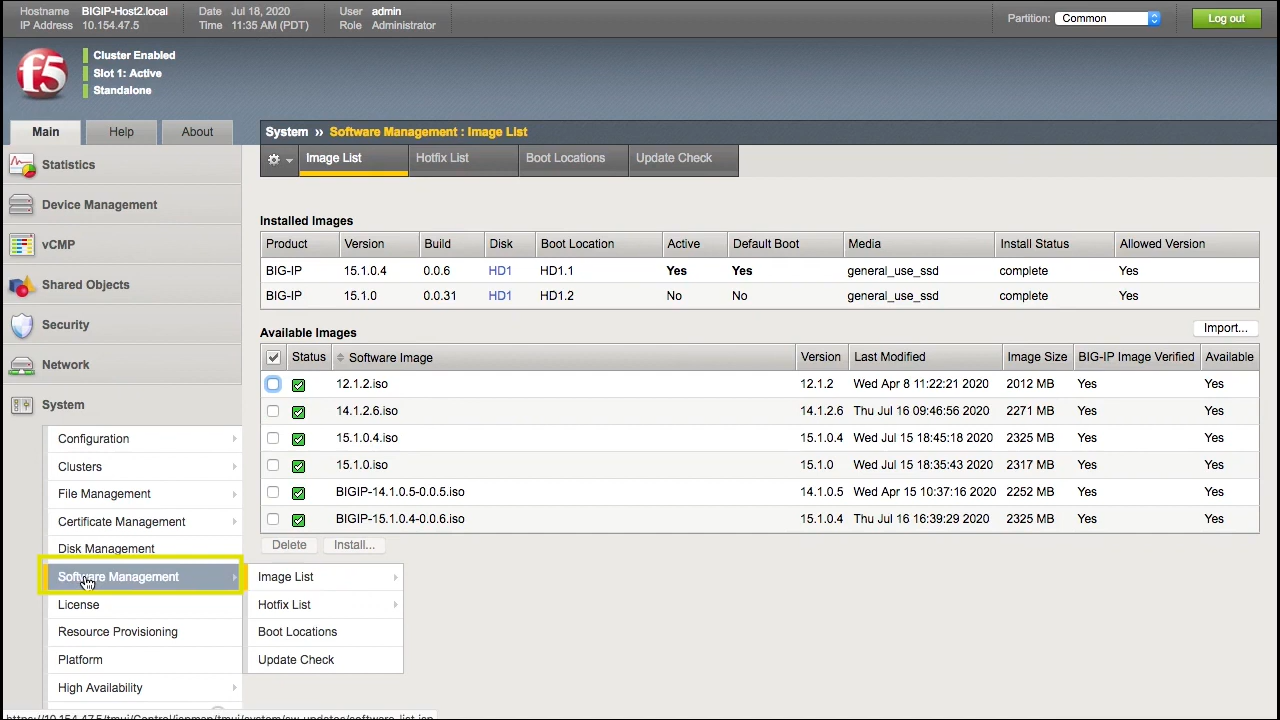 Hostname BIGIP-Host2.local Date Jul 18, 2020 User admin
IP Address 10.154.47.5 Time 11:35 AM (PDT) Role Administrator
Partition: Common Log out
f5
Cluster Enabled
Slot 1: Active
Standalone
Main Help About
System » Software Management : Image List
Image List Hotfix List Boot Locations Update Check
Statistics
Device Management
vCMP
Shared Objects
Security
Network
System
Configuration
Clusters
File Management
Certificate Management
Disk Management
Software Management
License
Resource Provisioning
Platform
High Availability
Image List
Hotfix List
Boot Locations
Update Check
Installed Images
Product Version Build Disk Boot Location Active Default Boot Media Install Status Allowed Version
BIG-IP 15.1.0.4 0.0.6 HD1 HD1.1 Yes Yes general_use_ssd complete Yes
BIG-IP 15.1.0 0.0.31 HD1 HD1.2 No No general_use_ssd complete Yes
Available Images Import...
Status Software Image Version Last Modified Image Size BIG-IP Image Verified Available
12.1.2.iso 12.1.2 Wed Apr 8 11:22:21 2020 2012 MB Yes Yes
14.1.2.6.iso 14.1.2.6 Thu Jul 16 09:46:56 2020 2271 MB Yes Yes
15.1.0.4.iso 15.1.0.4 Wed Jul 15 18:45:18 2020 2325 MB Yes Yes
15.1.0.iso 15.1.0 Wed Jul 15 18:35:43 2020 2317 MB Yes Yes
BIGIP-14.1.0.5-0.0.5.iso 14.1.0.5 Wed Apr 15 10:37:16 2020 2252 MB Yes Yes
BIGIP-15.1.0.4-0.0.6.iso 15.1.0.4 Thu Jul 16 16:39:29 2020 2325 MB Yes Yes
Delete Install...